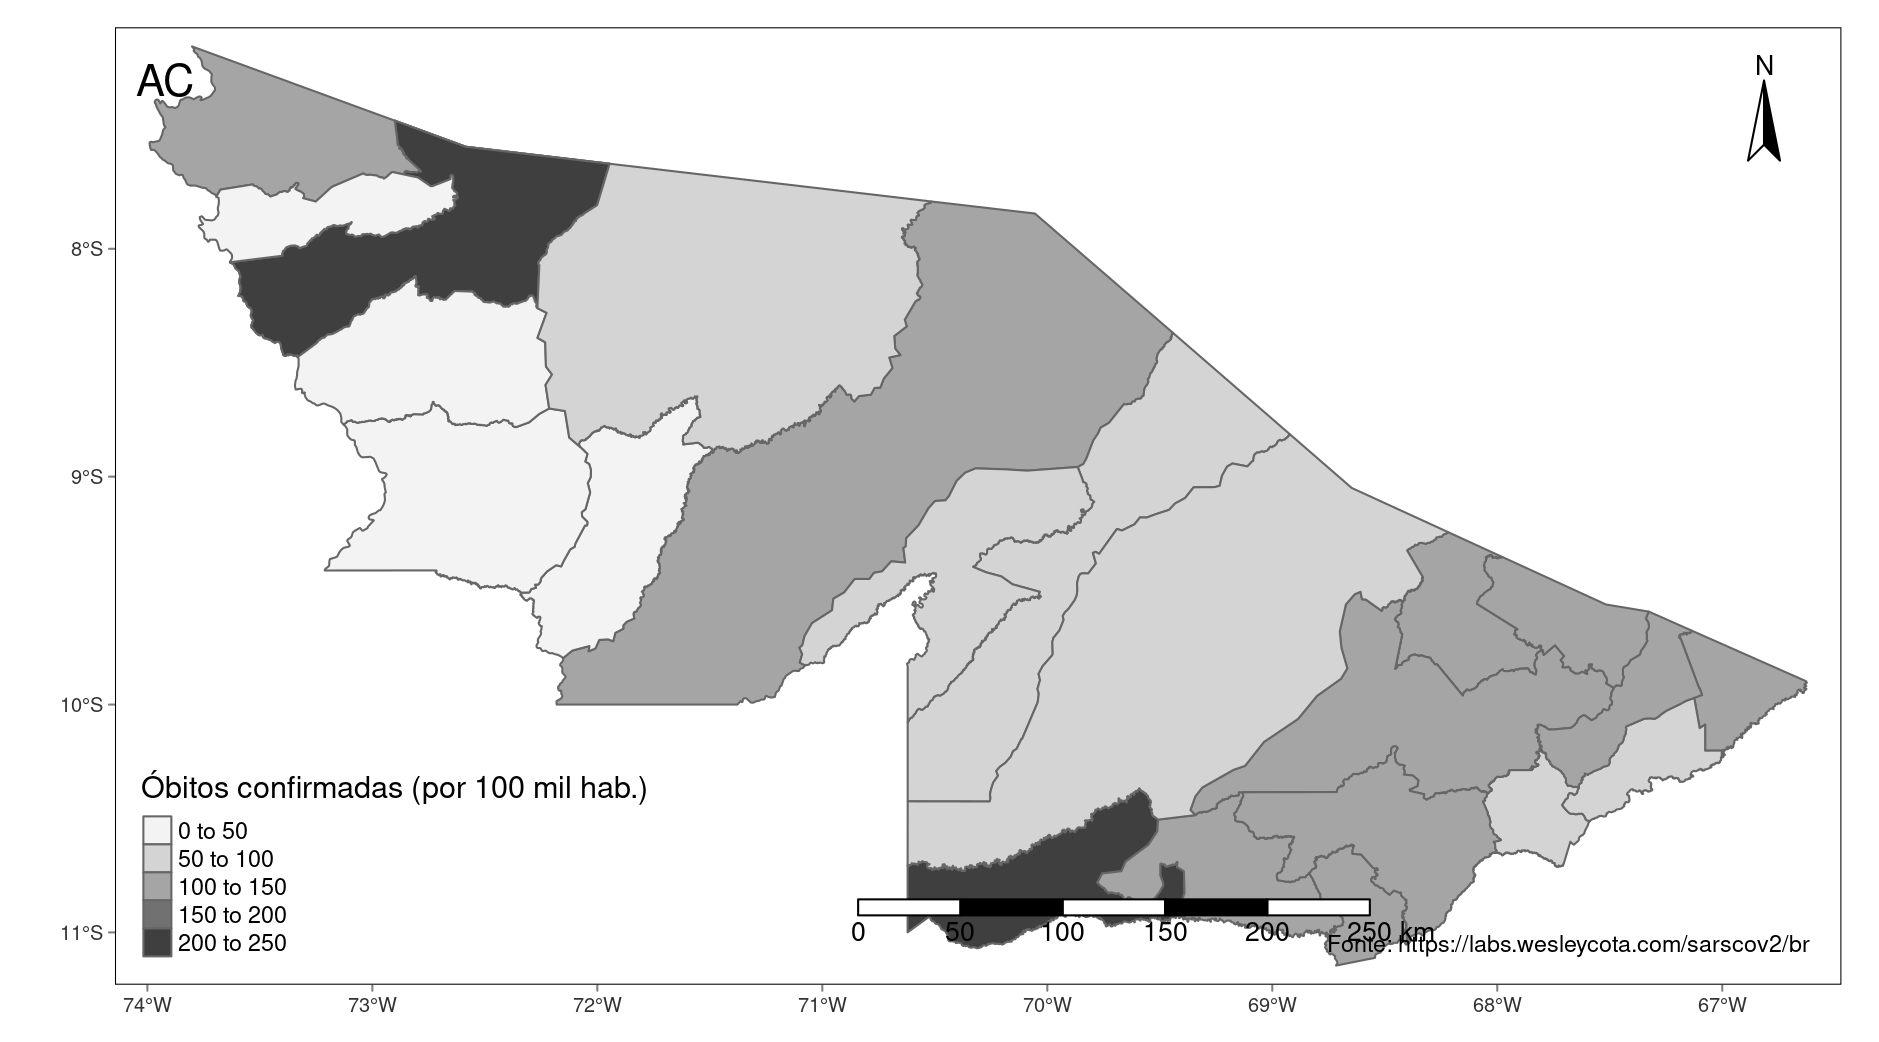 AC
N
8°S
9°S
10°S
11°S
Óbitos confirmadas (por 100 mil hab.)
0 to 50
50 to 100
100 to 150
150 to 200
200 to 250
0 50 100 150 200 250 km
Fonte: https://labs.wesleycota.com/sarscov2/br
74°W 73°W 72°W 71°W 70°W 69°W 68°W 67°W